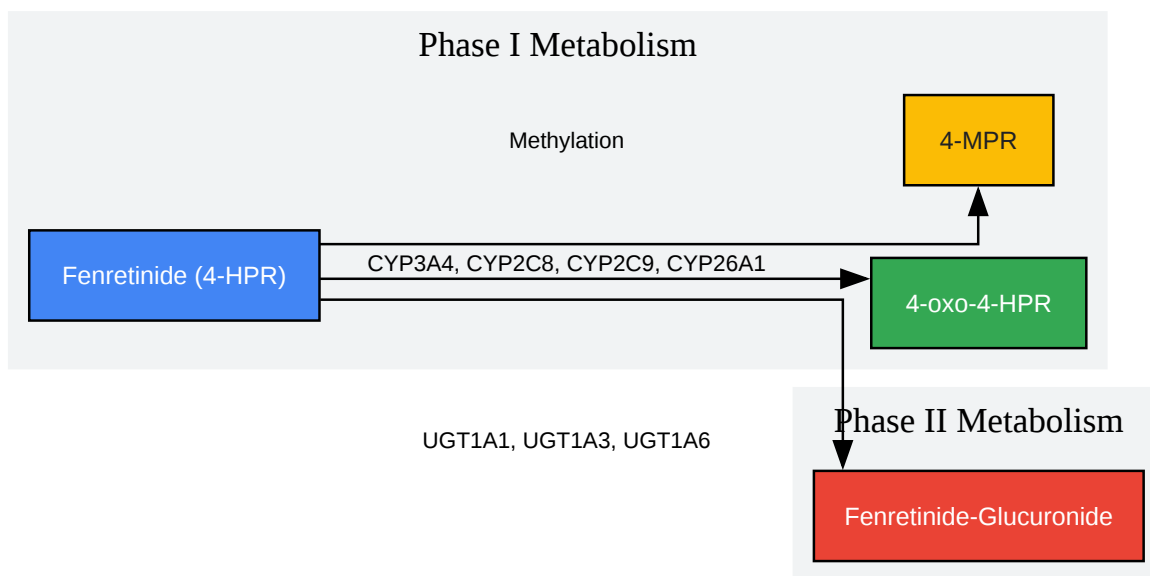 Phase I Metabolism
4-MPR
Methylation
Fenretinide (4-HPR)
CYP3A4, CYP2C8, CYP2C9, CYP26A1
4-oxo-4-HPR
Phase II Metabolism
UGT1A1, UGT1A3, UGT1A6
Fenretinide-Glucuronide